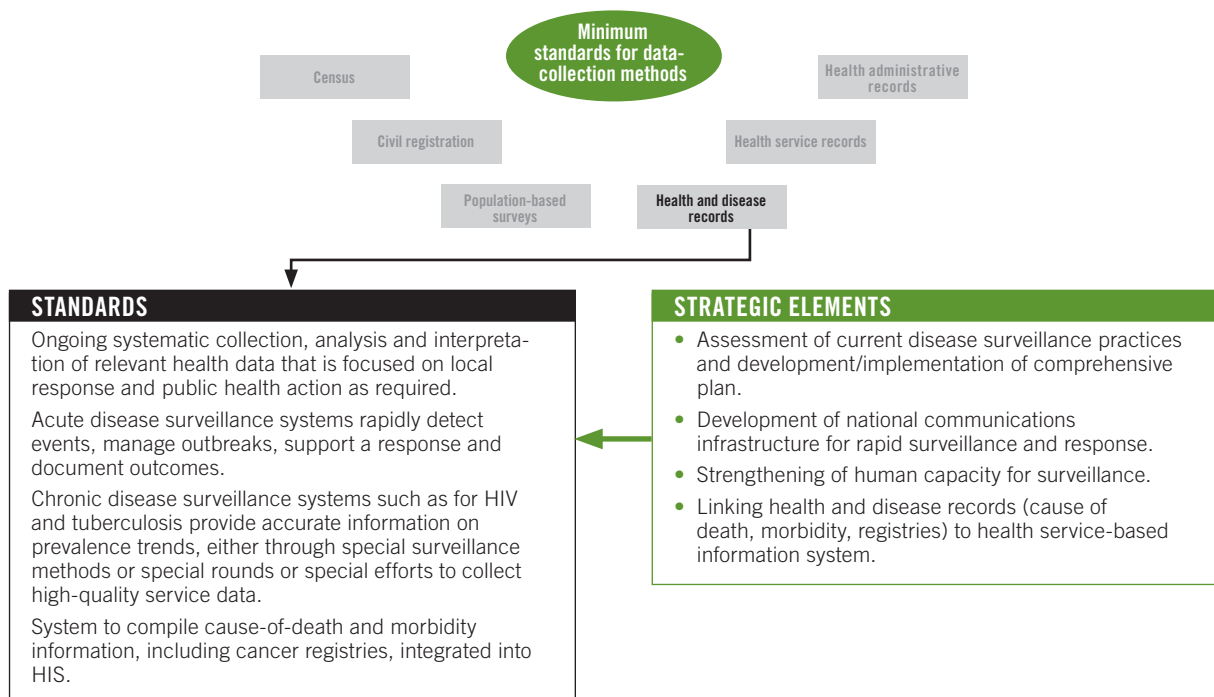 Minimum
standards for data-
collection methods
Census
Health administrative
records
Civil registration
Health service records
Population-based
surveys
Health and disease
records
STANDARDS
Ongoing systematic collection, analysis and interpreta-
tion of relevant health data that is focused on local
response and public health action as required.
Acute disease surveillance systems rapidly detect
events, manage outbreaks, support a response and
document outcomes.
Chronic disease surveillance systems such as for HIV
and tuberculosis provide accurate information on
prevalence trends, either through special surveillance
methods or special rounds or special efforts to collect
high-quality service data.
System to compile cause-of-death and morbidity
information, including cancer registries, integrated into
HIS.
STRATEGIC ELEMENTS
• Assessment of current disease surveillance practices
and development/implementation of comprehensive
plan.
• Development of national communications
infrastructure for rapid surveillance and response.
• Strengthening of human capacity for surveillance.
• Linking health and disease records (cause of
death, morbidity, registries) to health service-based
information system.